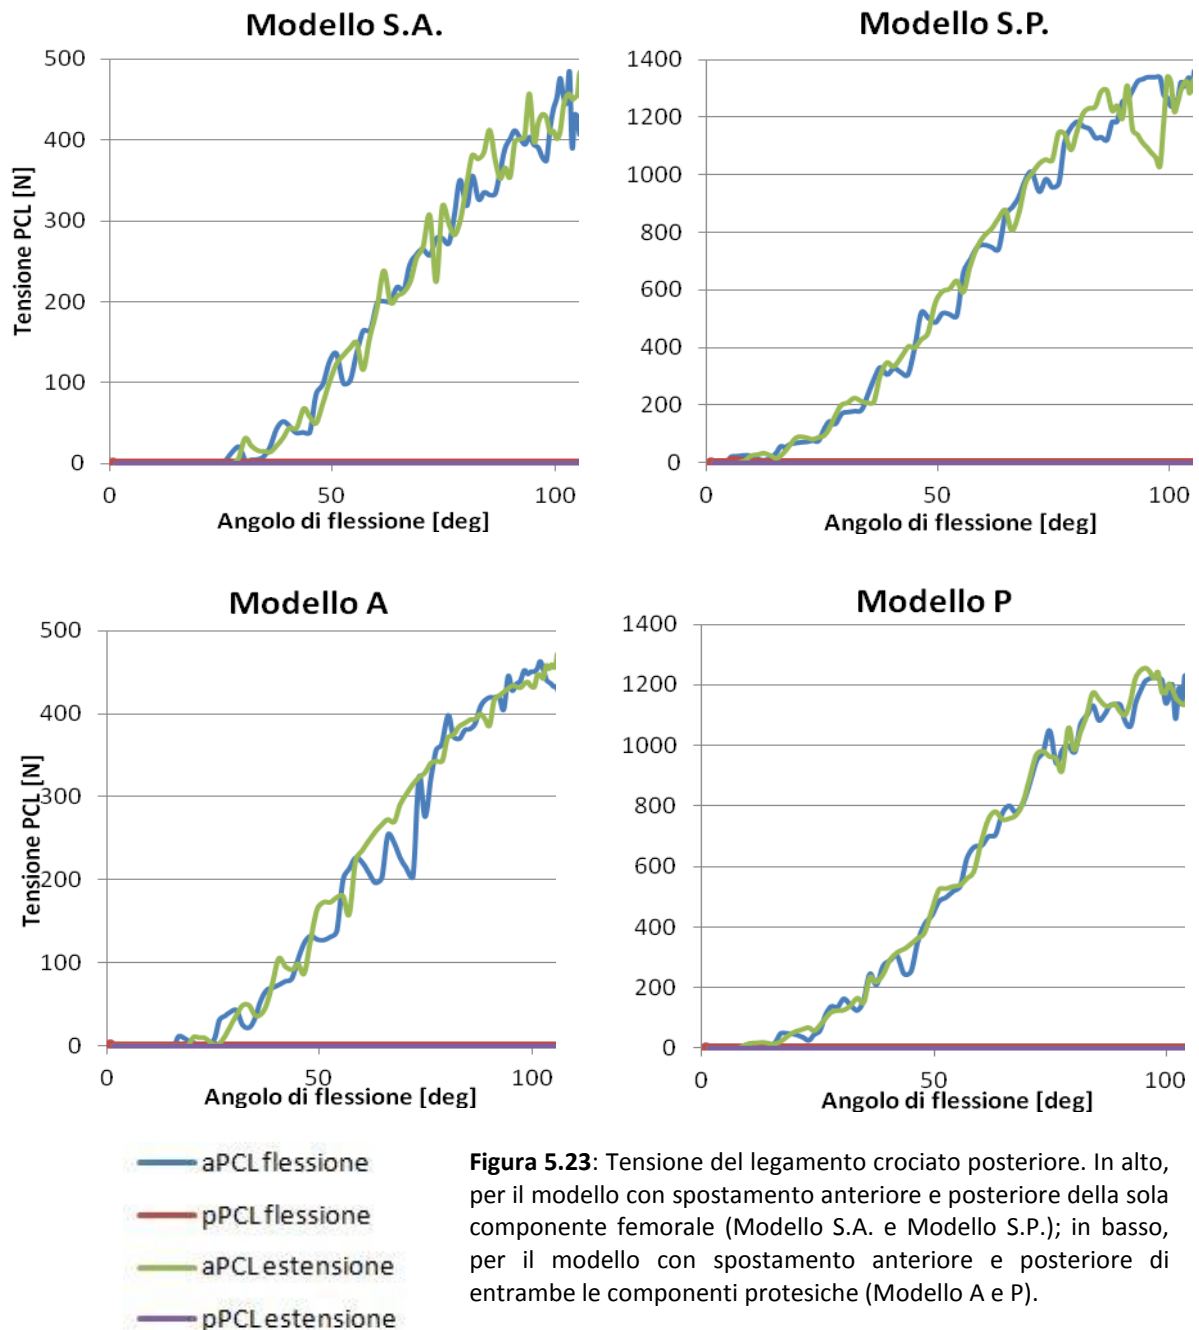 Modello S.A.
500
400
300
200
100
0
Tensione PCL [N]
0 50 100
Angolo di flessione [deg]
Modello S.P.
1400
1200
1000
800
600
400
200
0
0 50 100
Angolo di flessione [deg]
Modello A
500
400
300
200
100
0
Tensione PCL [N]
0 50 100
Angolo di flessione [deg]
Modello P
1400
1200
1000
800
600
400
200
0
0 50 100
Angolo di flessione [deg]
aPCL flessione
pPCL flessione
aPCL estensione
pPCL estensione
Figura 5.23: Tensione del legamento crociato posteriore. In alto,
per il modello con spostamento anteriore e posteriore della sola
componente femorale (Modello S.A. e Modello S.P.); in basso,
per il modello con spostamento anteriore e posteriore di
entrambe le componenti protesiche (Modello A e P).